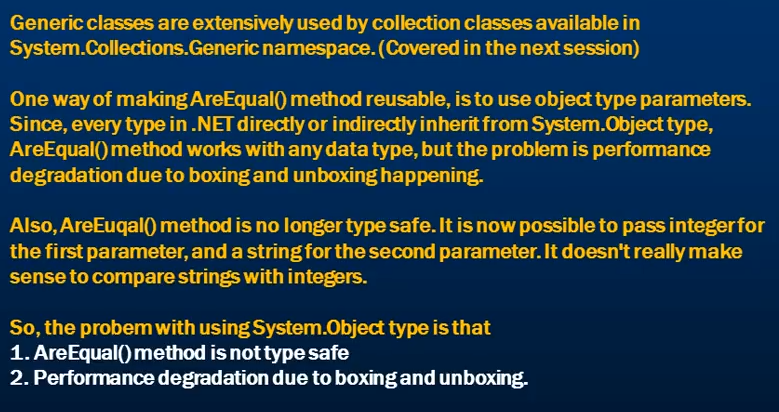 Generic classes are extensively used by collection classes available in
System.Collections.Generic namespace. (Covered in the next session)
One way of making AreEqual() method reusable, is to use object type parameters.
Since, every type in .NET directly or indirectly inherit from System.Object type,
AreEqual() method works with any data type, but the problem is performance
degradation due to boxing and unboxing happening.
Also, AreEuqal() method is no longer type safe. It is now possible to pass integer for
the first parameter, and a string for the second parameter. It doesn't really make
sense to compare strings with integers.
So, the probem with using System.Object type is that
1. AreEqual() method is not type safe
2. Performance degradation due to boxing and unboxing.